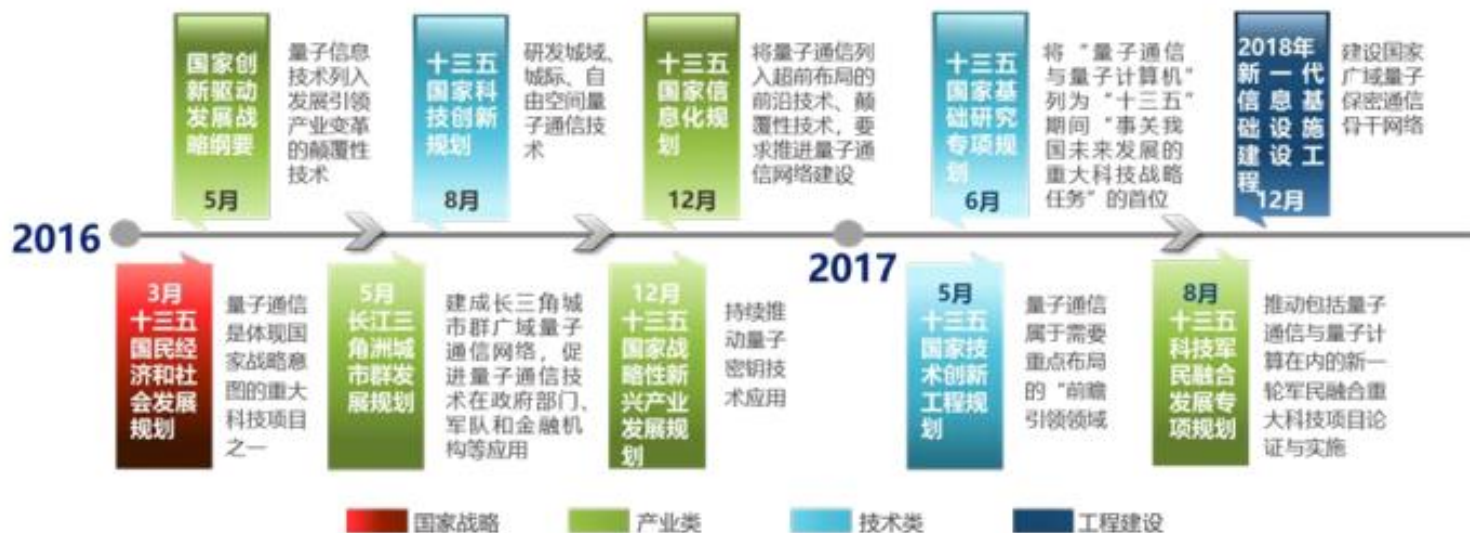 国家创
新驱动
发展战
略纲要
5月
量子信息
技术列入
发展引领
产业变革
的颠覆性
技术
十三五
国家科
技创新
规划
8月
研发城域、
城际、自
由空间量
子通信技
术
十三五
国家信
息化规
划
12月
将量子通信列
入超前布局的
前沿技术、颠
覆性技术，要
求推进量子通
信网络建设
十三五
国家基
础研究
专项规
划
6月
将“量子通信
与量子计算机”
列为“十三五”
期间“事关我
国未来发展的
重大科技战略
任务”的首位
2018年
新一代
信息基
础设施
建设工
程
12月
建设国家
广域量子
保密通信
骨干网络
2016
2017
3月
十三五
国民经
济和社
会发展
规划
量子通信
是体现国
家战略意
图的重大
科技项目
之一
5月
长江三
角洲城
市群发
展规划
建成长三角城
市群广域量子
通信网络，促
进量子通信技
术在政府部门、
军队和金融机
构等应用
12月
十三五
国家战
略性新
兴产业
发展规
划
持续推
动量子
密钥技
术应用
5月
十三五
国家技
术创新
工程规
划
量子通信
属于需要
重点布局
的“前瞻
引领领域
8月
十三五
科技军
民融合
发展专
项规划
推动包括量子
通信与量子计
算在内的新一
轮军民融合重
大科技项目论
证与实施
国家战略
产业类
技术类
工程建设